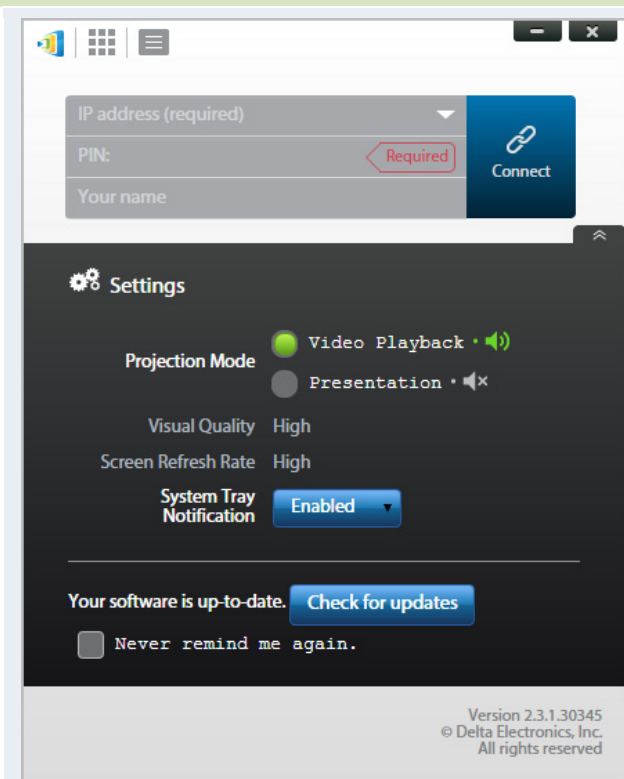 IP address (required)
PIN:
Required
Your name
Connect
Settings
Projection Mode
Video Playback
Presentation
Visual Quality High
Screen Refresh Rate High
System Tray
Notification
Enabled
Your software is up-to-date. Check for updates
Never remind me again.
Version 2.3.1.30345
© Delta Electronics, Inc.
All rights reserved